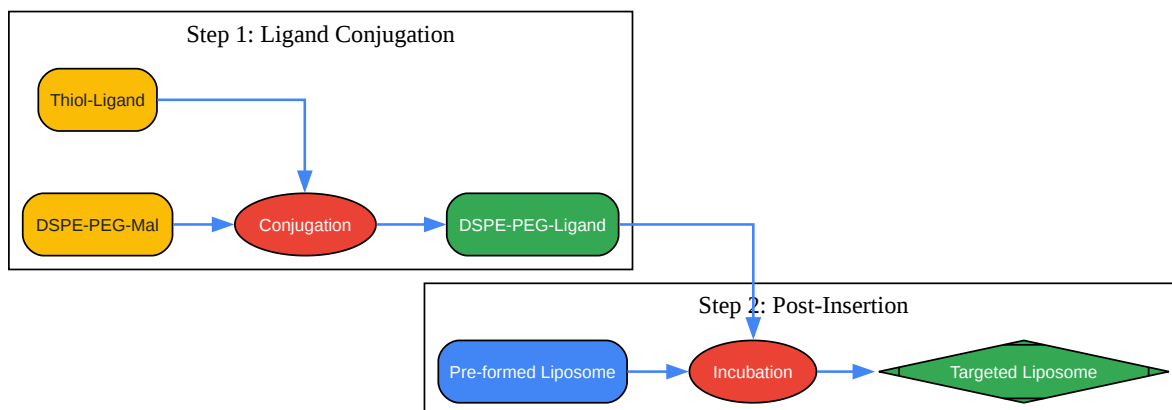 Step 1: Ligand Conjugation
Thiol-Ligand
DSPE-PEG-Mal
Conjugation
DSPE-PEG-Ligand
Step 2: Post-Insertion
Pre-formed Liposome
Incubation
Targeted Liposome